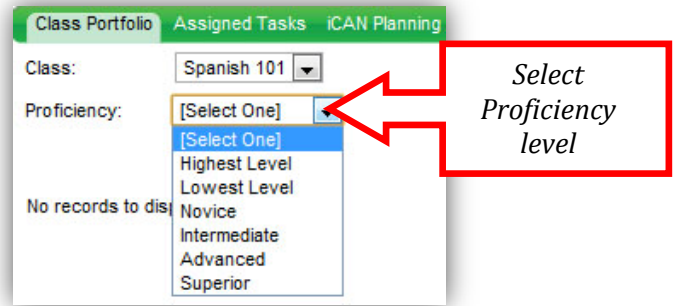 Class Portfolio Assigned Tasks iCAN Planning
Class: Spanish 101
Proficiency: [Select One]
[Select One]
Highest Level
Lowest Level
No records to Novice
Intermediate
Advanced
Superior
Select
Proficiency
level